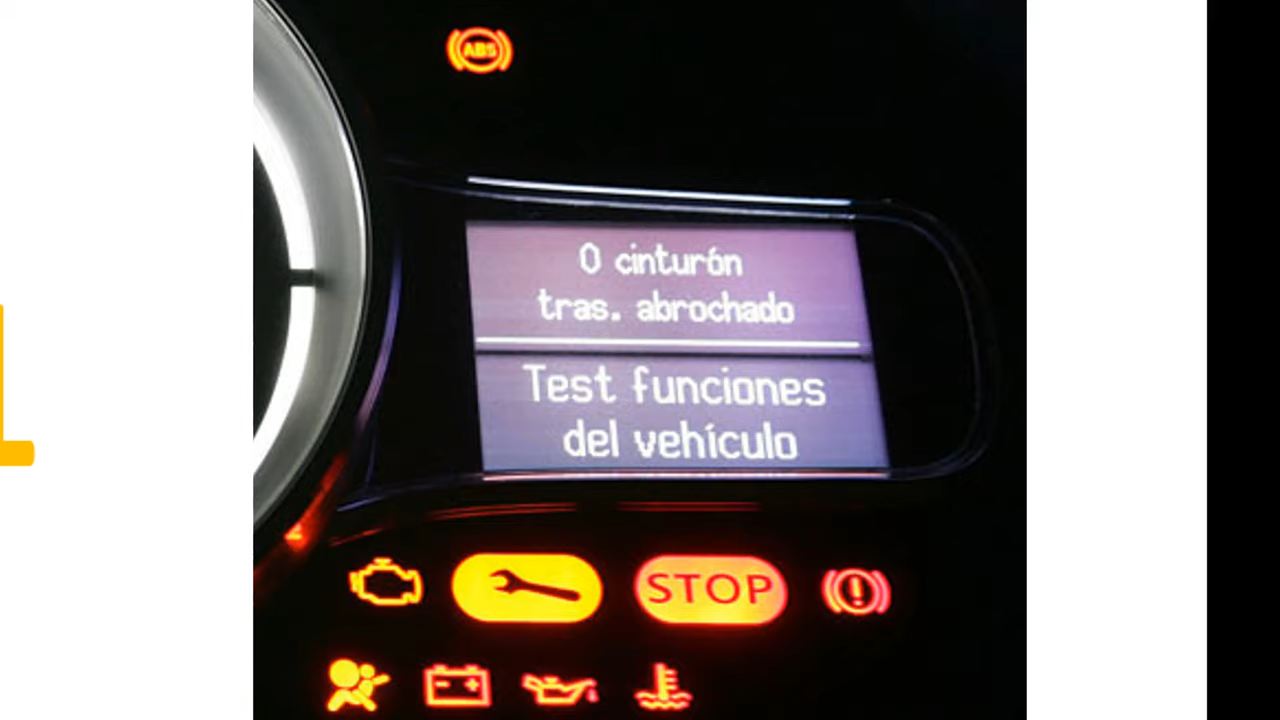 ABS
0 cinturón
tras. abrochado
Test funciones
del vehículo
STOP